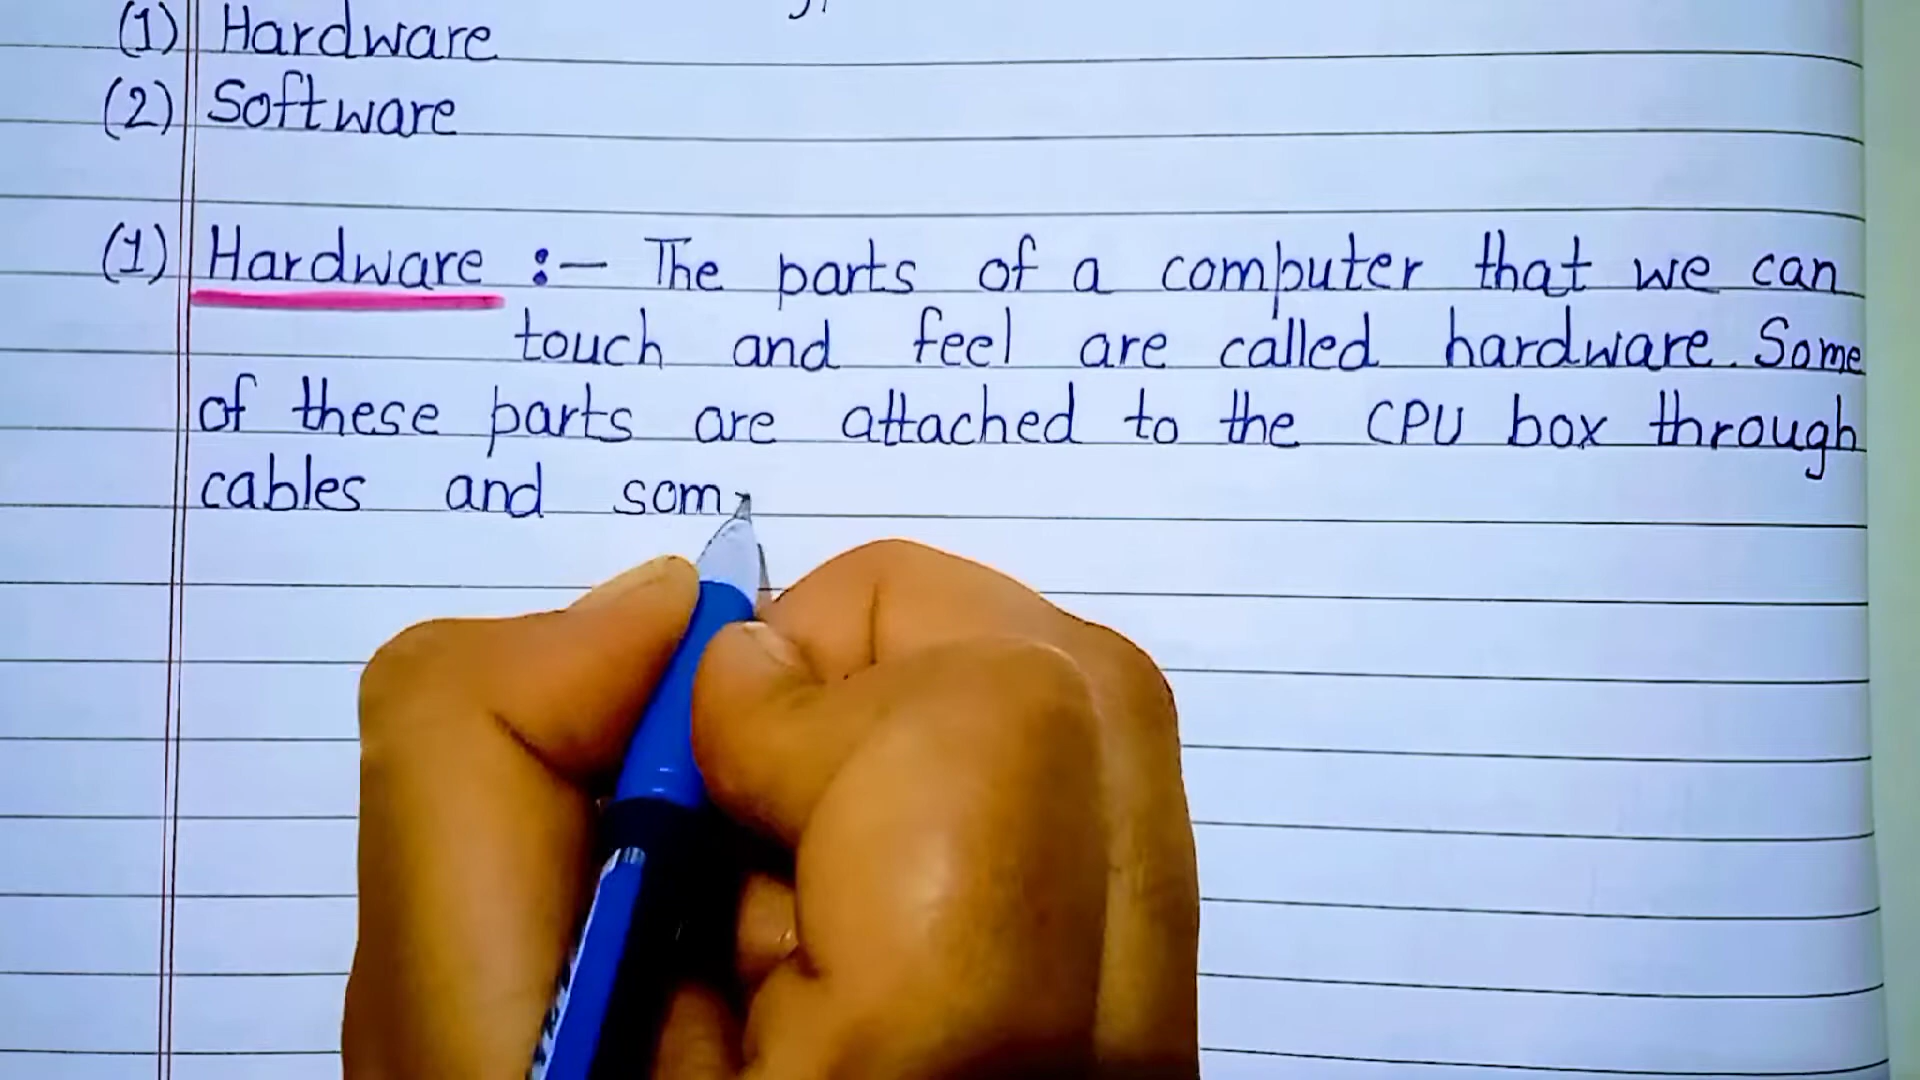 (1) Hardware
(2) Software
(1) Hardware :- The parts of a computer that we can
touch and feel are called hardware. Some
of these parts are attached to the CPU box through
cables and som